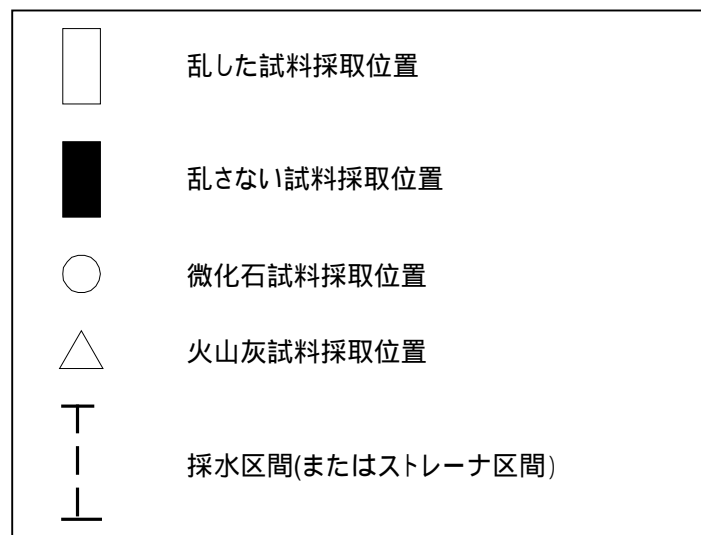 乱した試料採取位置
乱さない試料採取位置
微化石試料採取位置
火山灰試料採取位置
採水区間(またはストレーナ区間)